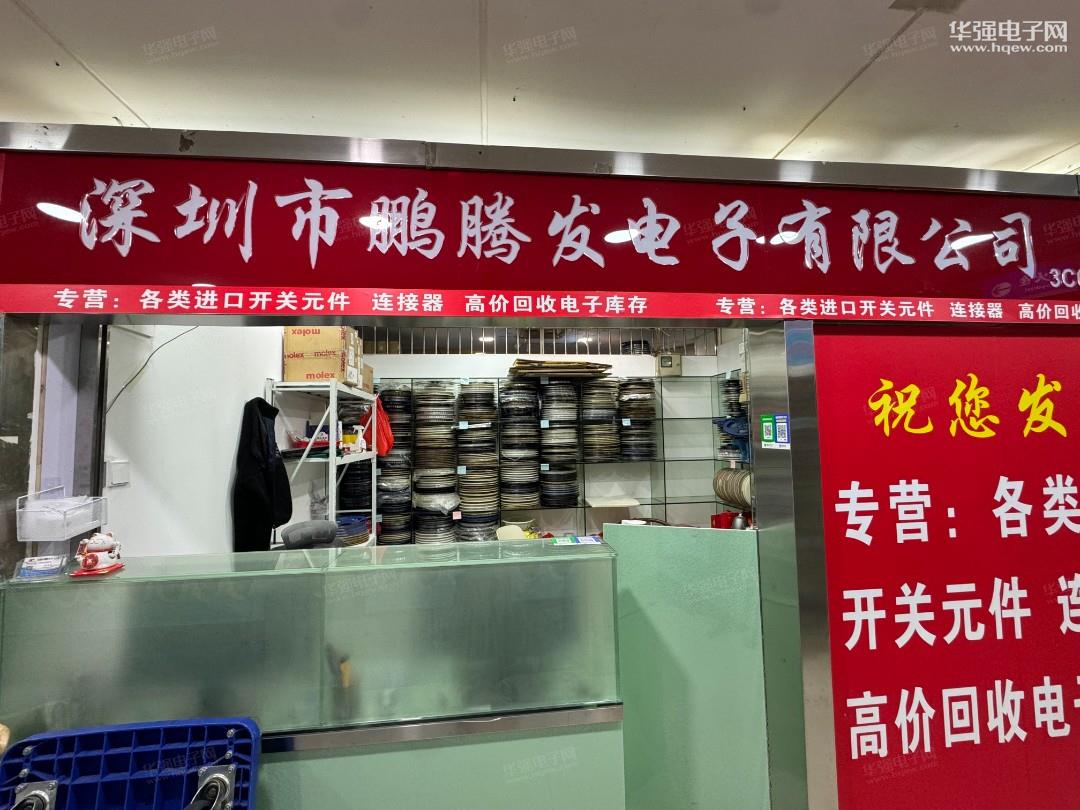 华强电子网
www.hqew.com
深圳市鹏腾发电子有限公司
3C
专营：各类进口开关元件 连接器 高价回收电子库存
专营：各类进口开关元件 连接器 高价回收
molex
molex
molex
祝您发
专营：各类
开关元件 连
高价回收电子